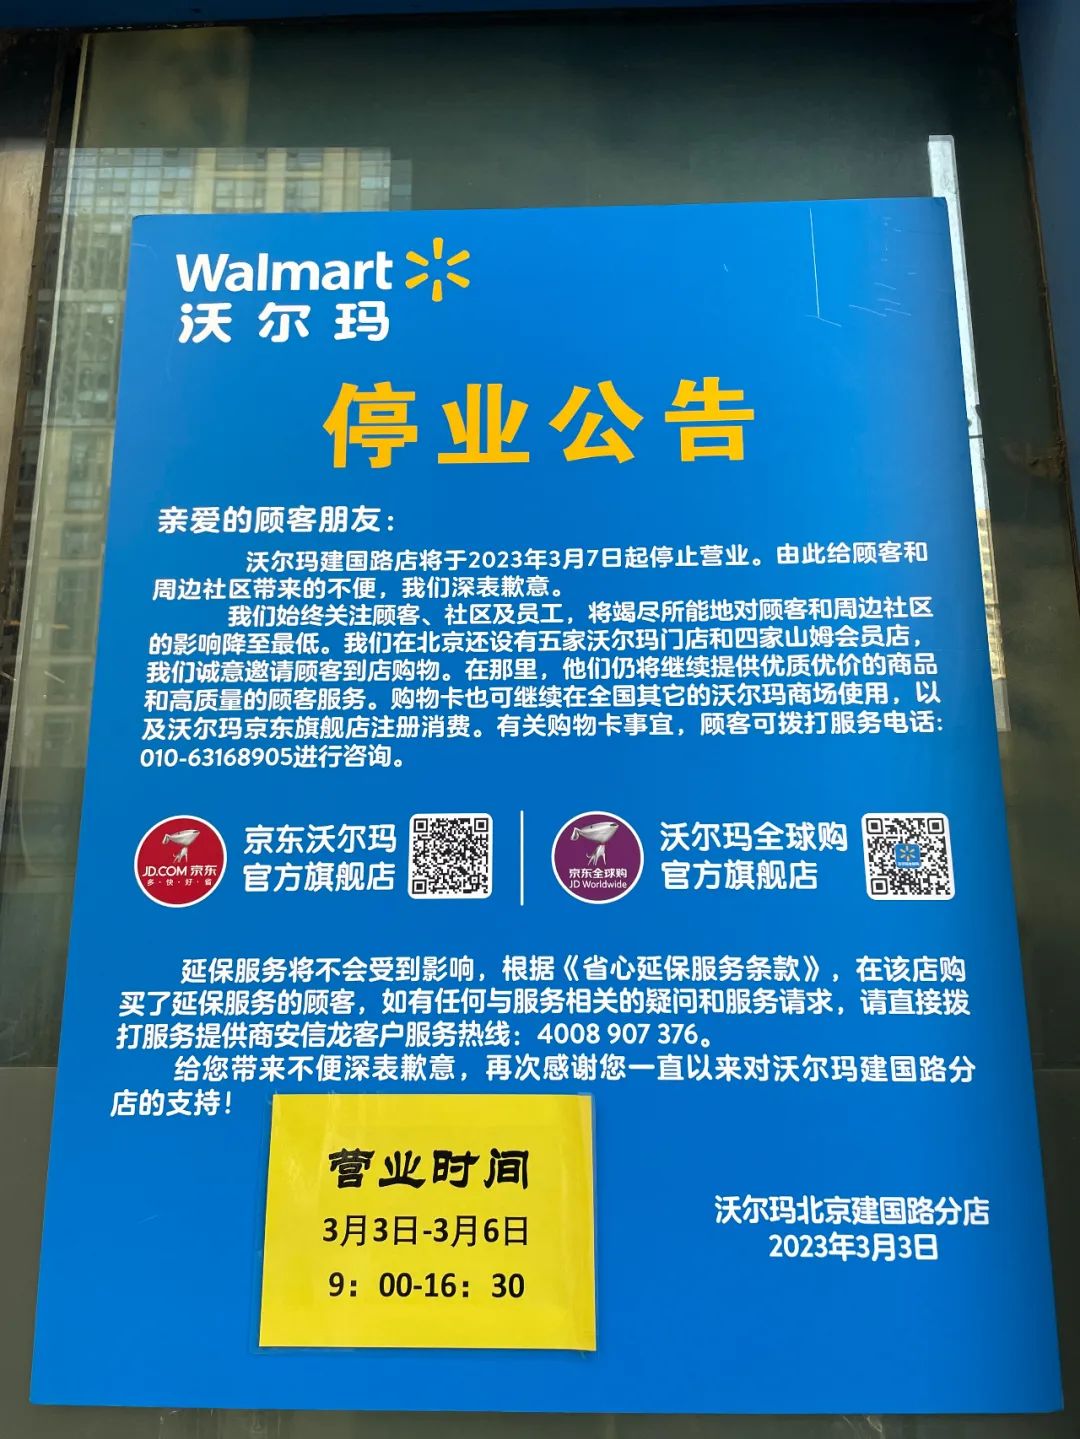 Walmart
沃尔玛
停业公告
亲爱的顾客朋友：
沃尔玛建国路店将于2023年3月7日起停止营业。由此给顾客和
周边社区带来的不便，我们深表歉意。
我们始终关注顾客、社区及员工，将竭尽所能地对顾客和周边社区
的影响降至最低。我们在北京还设有五家沃尔玛门店和四家山姆会员店，
我们诚意邀请顾客到店购物。在那里，他们仍将继续提供优质优价的商品
和高质量的顾客服务。购物卡也可继续在全国其它的沃尔玛商场使用，以
及沃尔玛京东旗舰店注册消费。有关购物卡事宜，顾客可拨打服务电话：
010-63168905进行咨询。
JD.COM 京东
多·快·好·省
京东沃尔玛
官方旗舰店
京东全球购
JD Worldwide
沃尔玛全球购
官方旗舰店
延保服务将不会受到影响，根据《省心延保服务条款》，在该店购
买了延保服务的顾客，如有任何与服务相关的疑问和服务请求，请直接拨
打服务提供商安信龙客户服务热线：4008 907 376。
给您带来不便深表歉意，再次感谢您一直以来对沃尔玛建国路分
店的支持！
营业时间
3月3日-3月6日
9：00-16：30
沃尔玛北京建国路分店
2023年3月3日